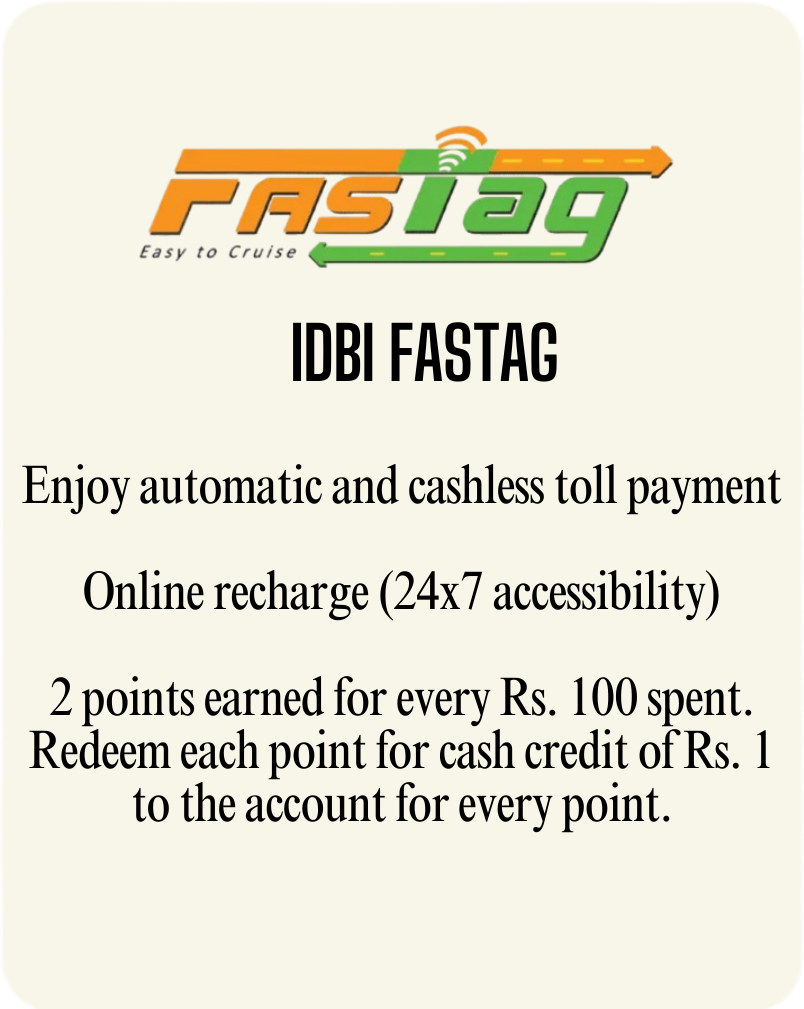 FASTag
Easy to Cruise
IDBI FASTAG
Enjoy automatic and cashless toll payment
Online recharge (24x7 accessibility)
2 points earned for every Rs. 100 spent.
Redeem each point for cash credit of Rs. 1
to the account for every point.